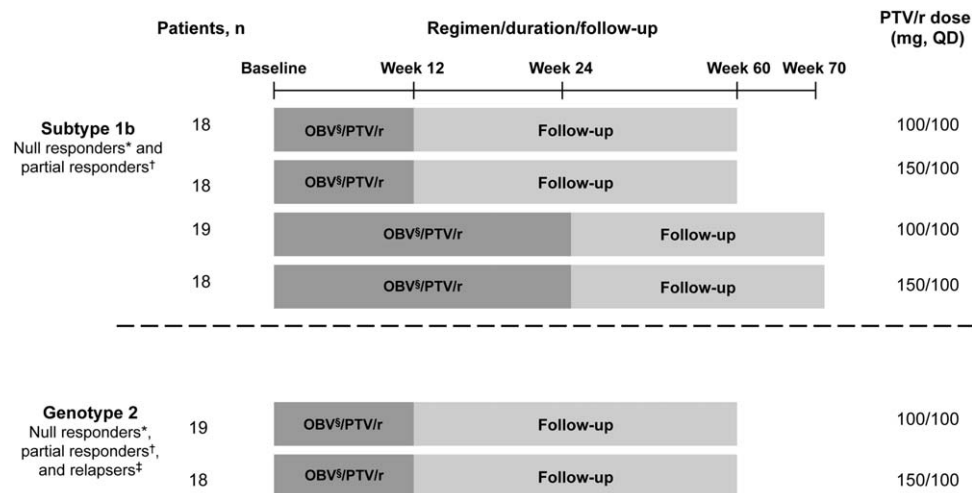 Patients, n
Regimen/duration/follow-up
PTV/r dose
(mg, QD)
Baseline
Week 12
Week 24
Week 60
Week 70
Subtype 1b
Null responders* and
partial responders†
18
OBV§/PTV/r
Follow-up
100/100
18
OBV§/PTV/r
Follow-up
150/100
19
OBV§/PTV/r
Follow-up
100/100
18
OBV§/PTV/r
Follow-up
150/100
Genotype 2
Null responders*,
partial responders†,
and relapsers‡
19
OBV§/PTV/r
Follow-up
100/100
18
OBV§/PTV/r
Follow-up
150/100